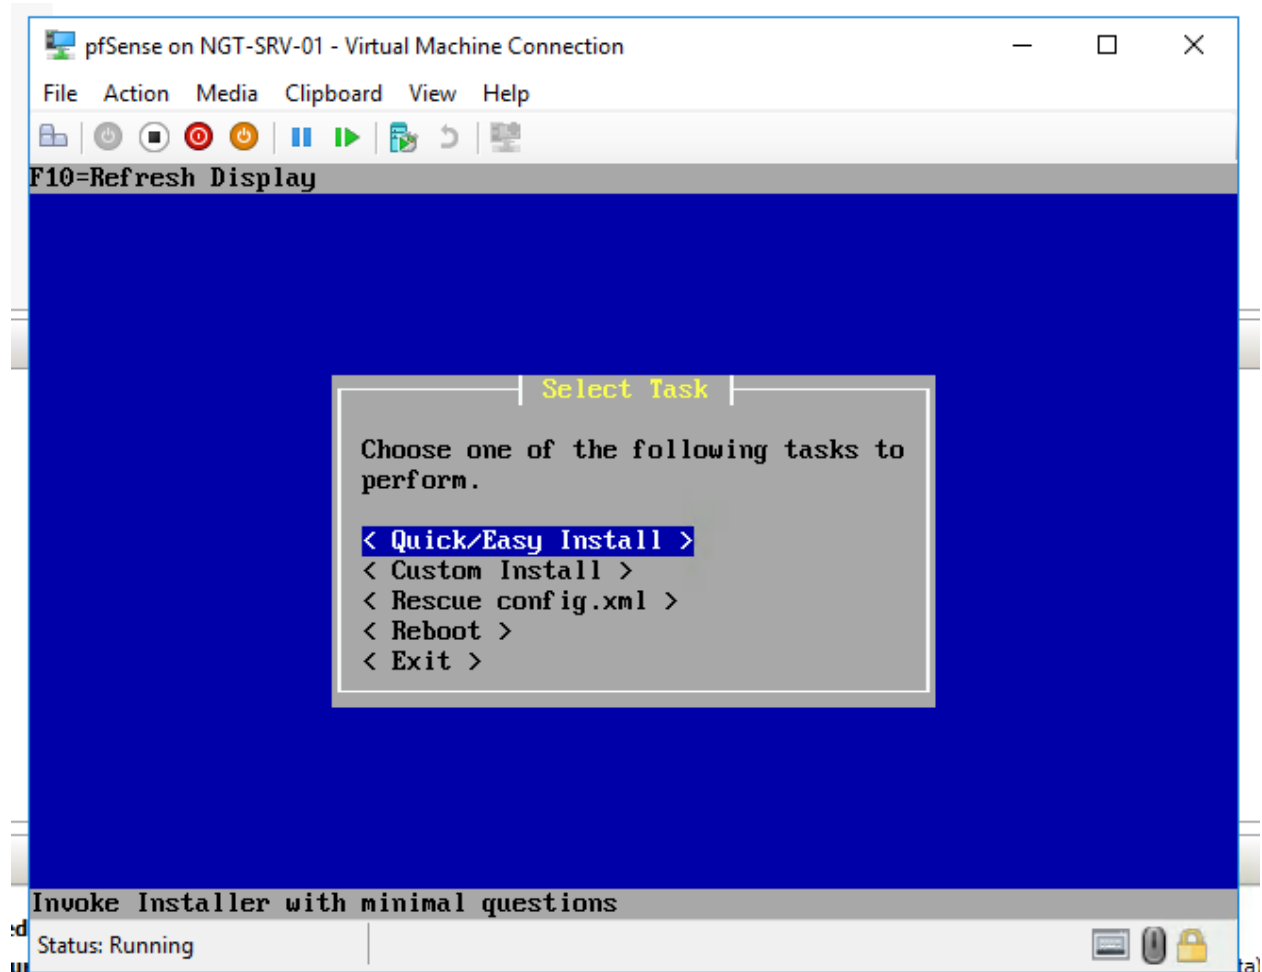 pfSense on NGT-SRV-01 - Virtual Machine Connection
File Action Media Clipboard View Help
F10=Refresh Display
Select Task
Choose one of the following tasks to
perform.
< Quick/Easy Install >
< Custom Install >
< Rescue config.xml >
< Reboot >
< Exit >
Invoke Installer with minimal questions
Status: Running